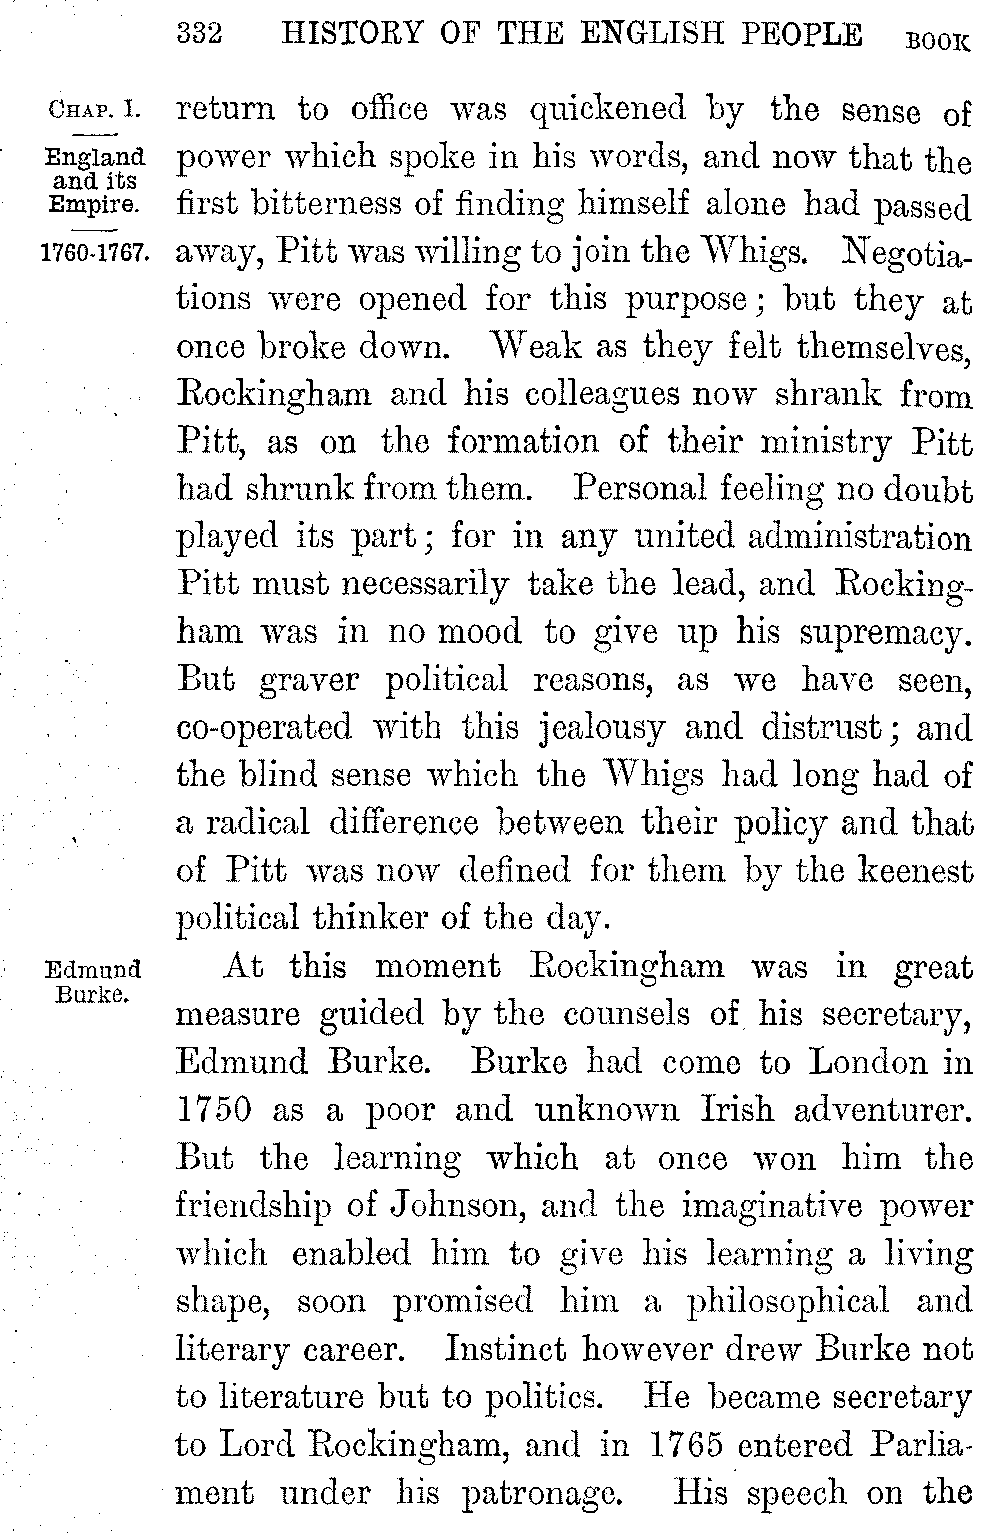 332 HISTORY OF THE ENGLISH PEOPLE BOOK
CHAP. I.
England
and its
Empire.
1760-1767.
return to office was quickened by the sense of
power which spoke in his words, and now that the
first bitterness of finding himself alone had passed
away, Pitt was willing to join the Whigs. Negotia-
tions were opened for this purpose; but they at
once broke down. Weak as they felt themselves,
Rockingham and his colleagues now shrank from
Pitt, as on the formation of their ministry Pitt
had shrunk from them. Personal feeling no doubt
played its part; for in any united administration
Pitt must necessarily take the lead, and Rocking-
ham was in no mood to give up his supremacy.
But graver political reasons, as we have seen,
co-operated with this jealousy and distrust; and
the blind sense which the Whigs had long had of
a radical difference between their policy and that
of Pitt was now defined for them by the keenest
political thinker of the day.
Edmund
Burke.
At this moment Rockingham was in great
measure guided by the counsels of his secretary,
Edmund Burke. Burke had come to London in
1750 as a poor and unknown Irish adventurer.
But the learning which at once won him the
friendship of Johnson, and the imaginative power
which enabled him to give his learning a living
shape, soon promised him a philosophical and
literary career. Instinct however drew Burke not
to literature but to politics. He became secretary
to Lord Rockingham, and in 1765 entered Parlia-
ment under his patronage. His speech on the